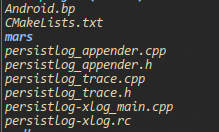 Android.bp
CMakeLists.txt
mars
persistlog_appender.cpp
persistlog_appender.h
persistlog_trace.cpp
persistlog_trace.h
persistlog-xlog_main.cpp
persistlog-xlog.rc